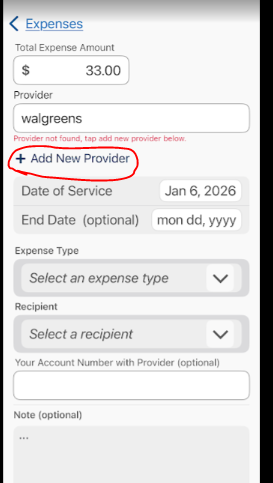 Expenses
Total Expense Amount
$ 33.00
Provider
walgreens
Provider not found, tap add new provider below.
+ Add New Provider
Date of Service Jan 6, 2026
End Date (optional) mon dd, yyyy
Expense Type
Select an expense type
Recipient
Select a recipient
Your Account Number with Provider (optional)
Note (optional)
...